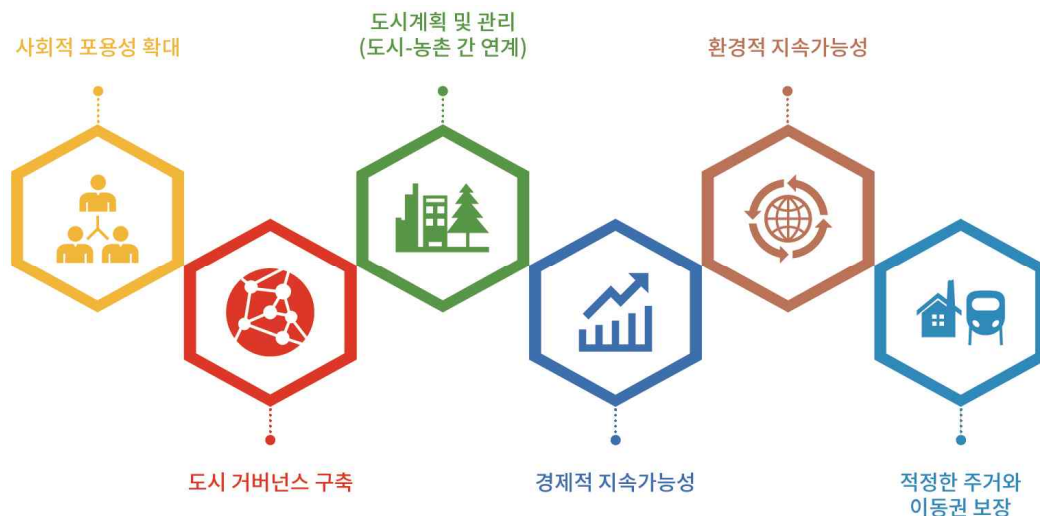 사회적 포용성 확대
도시계획 및 관리
(도시-농촌 간 연계)
환경적 지속가능성
도시 거버넌스 구축
경제적 지속가능성
적정한 주거와
이동권 보장